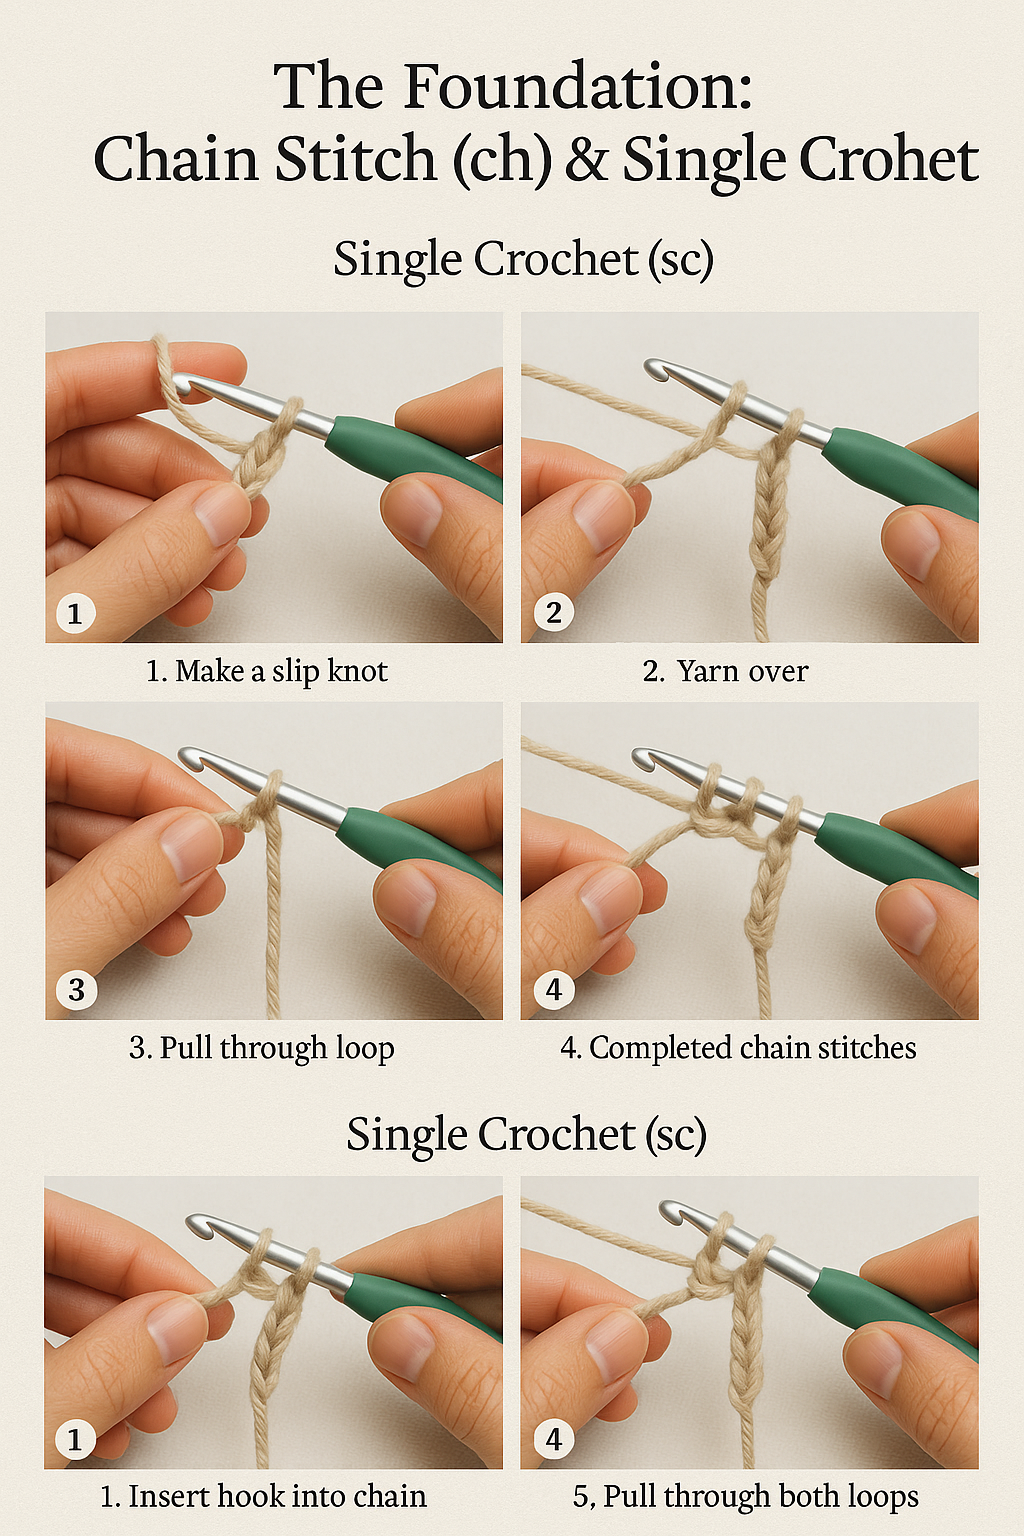 The Foundation:
Chain Stitch (ch) & Single Crohet
Single Crochet (sc)
1
2
1. Make a slip knot
2. Yarn over
3
4
3. Pull through loop
4. Completed chain stitches
Single Crochet (sc)
1
4
1. Insert hook into chain
5, Pull through both loops